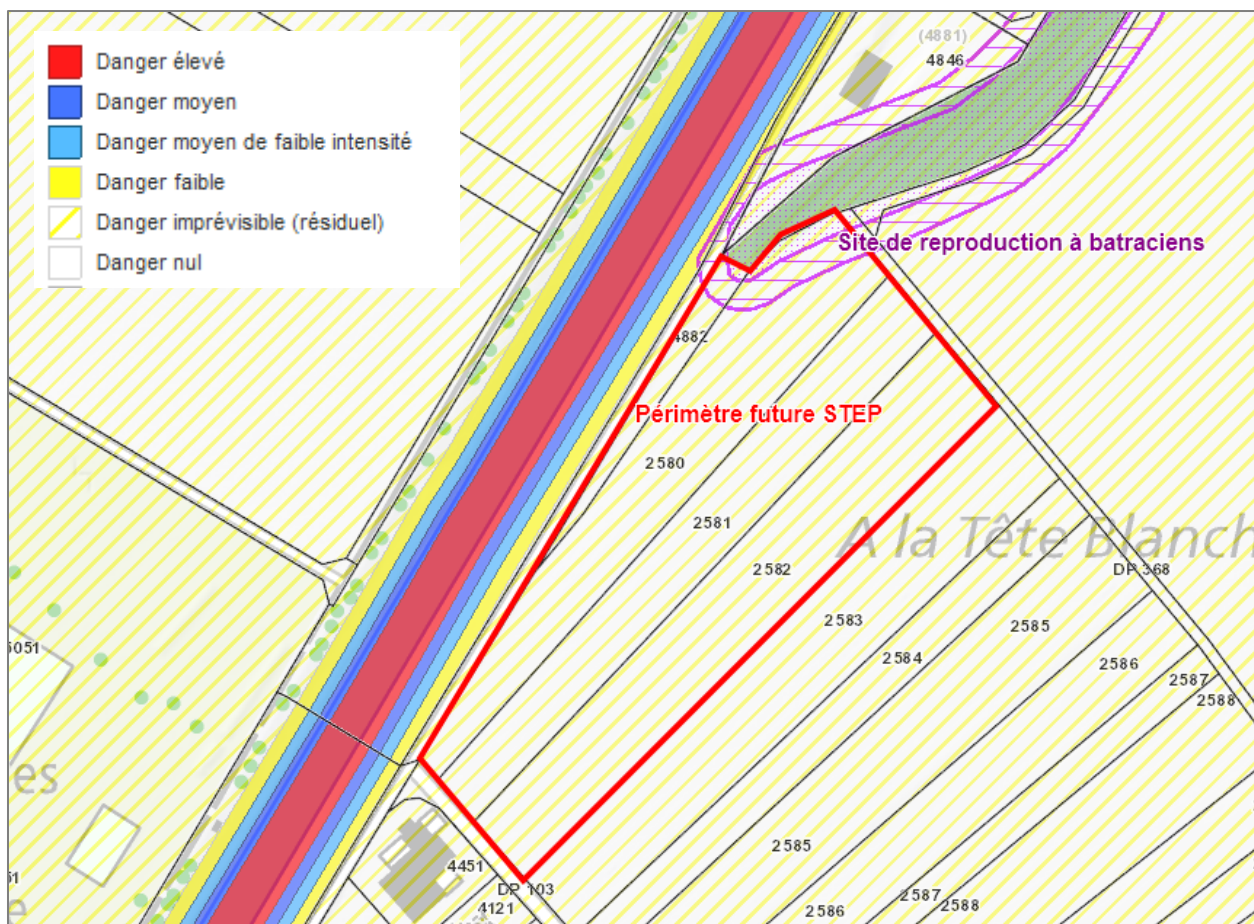 Danger élevé
Danger moyen
Danger moyen de faible intensité
Danger faible
Danger imprévisible (résiduel)
Danger nul
(4881)
4846
Site de reproduction à batraciens
4882
Périmètre future STEP
2580
2581
2582
A la Tête Blanch
DP 368
2583
2584
2585
2586
2587
2588
es
4451
DP 103
4121
2585
2586
2587
2588